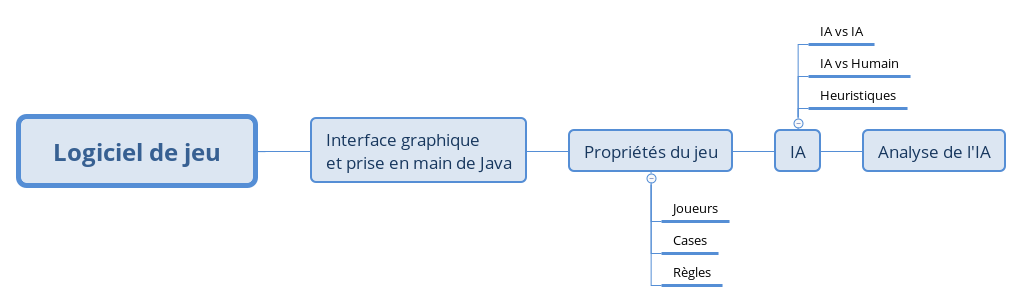 Logiciel de jeu
Interface graphique
et prise en main de Java
Propriétés du jeu
Joueurs
Cases
Règles
IA
IA vs IA
IA vs Humain
Heuristiques
Analyse de l'IA